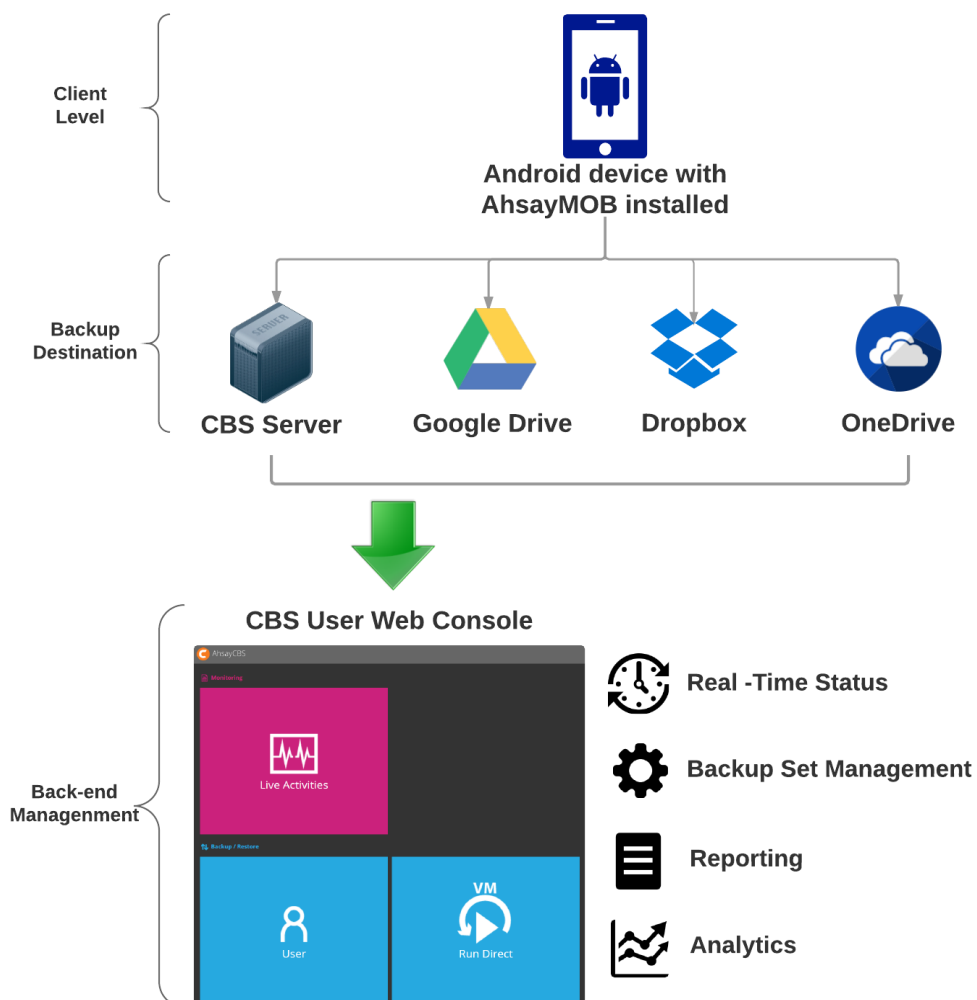 Client
Level
Android device with
AhsayMOB installed
Backup
Destination
SERVER
CBS Server
Google Drive
Dropbox
OneDrive
CBS User Web Console
AhsayCBS
Monitoring
Live Activities
Backup / Restore
User
VM
Run Direct
Back-end
Managenment
Real -Time Status
Backup Set Management
Reporting
Analytics